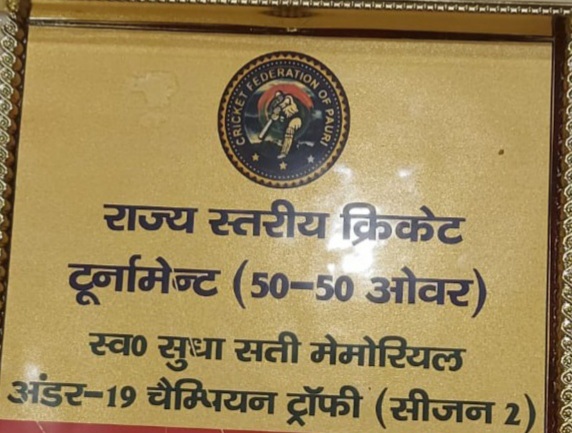 CRICKET FEDERATION OF PAURI
राज्य स्तरीय क्रिकेट
टूर्नामेन्ट (50-50 ओवर)
स्व0 सुधा सती मेमोरियल
अंडर-19 चैम्पियन ट्रॉफी (सीजन 2)